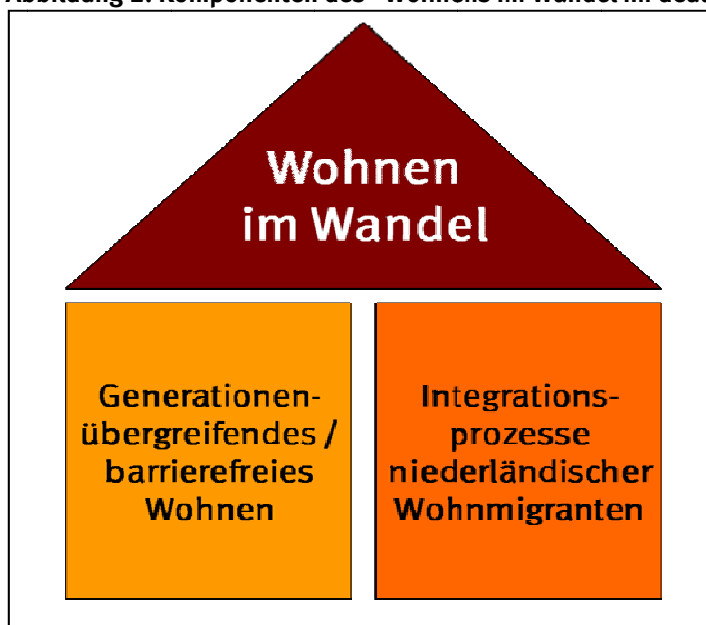 Wohnen
im Wandel
Generationen-
übergreifendes /
barrierefreies
Wohnen
Integrations-
prozesse
niederländischer
Wohnmigranten